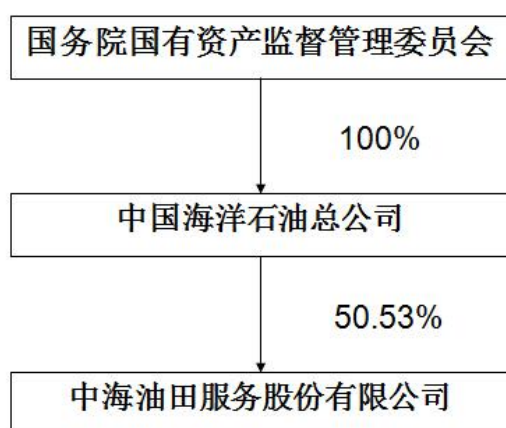 国务院国有资产监督管理委员会
100%
中国海洋石油总公司
50.53%
中海油田服务股份有限公司